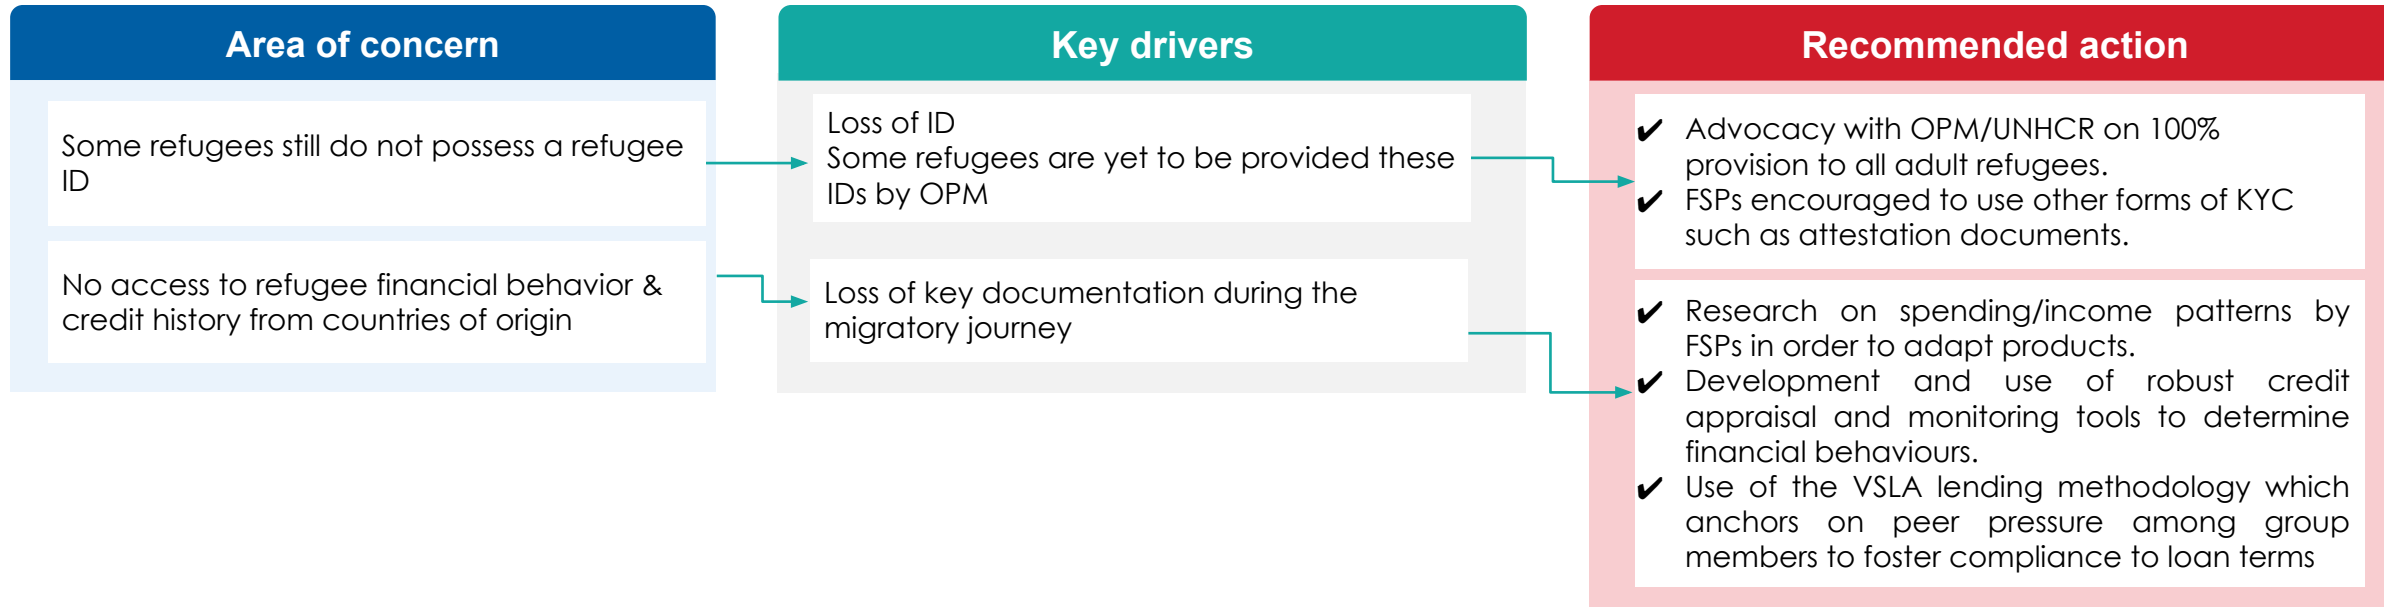 Area of concern
Key drivers
Recommended action
Some refugees still do not possess a refugee
ID
Loss of ID
Some refugees are yet to be provided these
IDs by OPM
✔ Advocacy with OPM/UNHCR on 100%
provision to all adult refugees.
✔ FSPs encouraged to use other forms of KYC
such as attestation documents.
No access to refugee financial behavior &
credit history from countries of origin
Loss of key documentation during the
migratory journey
✔ Research on spending/income patterns by
FSPs in order to adapt products.
✔ Development and use of robust credit
appraisal and monitoring tools to determine
financial behaviours.
✔ Use of the VSLA lending methodology which
anchors on peer pressure among group
members to foster compliance to loan terms